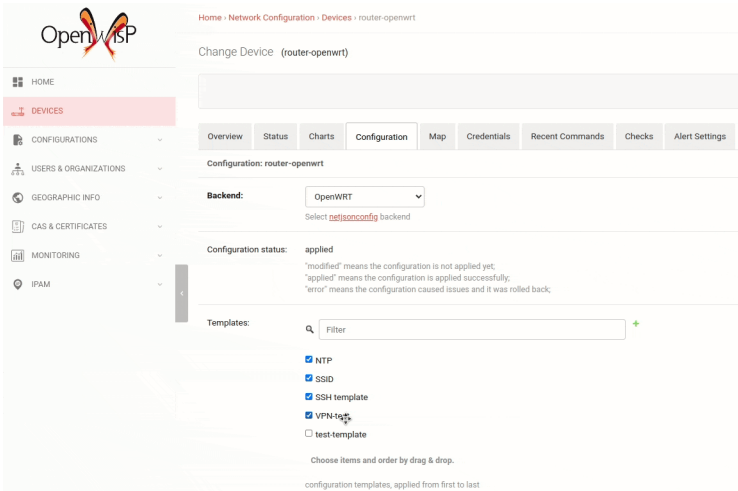 OpenWisP
Home › Network Configuration › Devices › router-openwrt
Change Device (router-openwrt)
HOME
DEVICES
CONFIGURATIONS
USERS & ORGANIZATIONS
GEOGRAPHIC INFO
CAS & CERTIFICATES
MONITORING
IPAM
Overview Status Charts Configuration Map Credentials Recent Commands Checks Alert Settings
Configuration: router-openwrt
Backend: OpenWRT
Select netjsonconfig backend
Configuration status: applied
"modified" means the configuration is not applied yet;
"applied" means the configuration is applied successfully;
"error" means the configuration caused issues and it was rolled back;
Templates: Filter
NTP
SSID
SSH template
VPN-test
test-template
Choose items and order by drag & drop.
configuration templates, applied from first to last